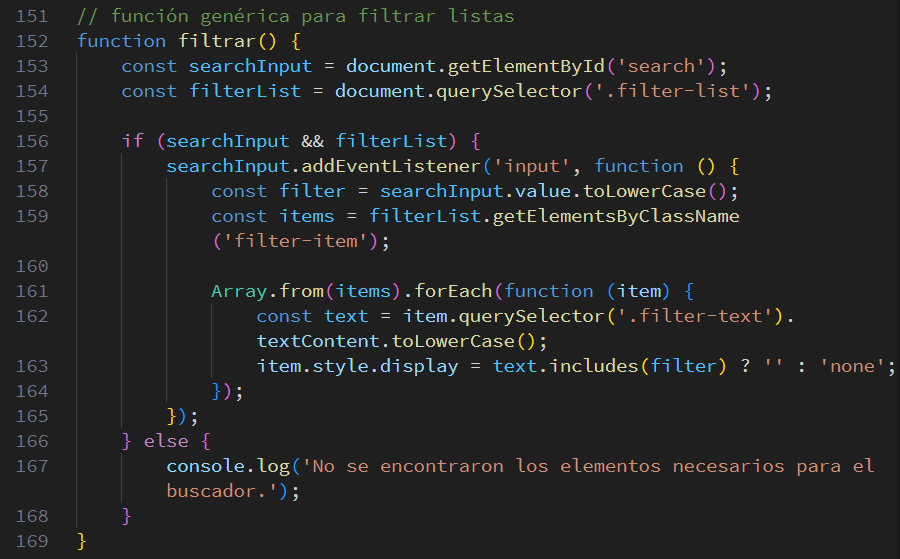 151 // función genérica para filtrar listas
152 function filtrar() {
153     const searchInput = document.getElementById('search');
154     const filterList = document.querySelector('.filter-list');
155
156     if (searchInput && filterList) {
157         searchInput.addEventListener('input', function () {
158             const filter = searchInput.value.toLowerCase();
159             const items = filterList.getElementsByClassName
            ('filter-item');
160
161             Array.from(items).forEach(function (item) {
162                 const text = item.querySelector('.filter-text').
                textContent.toLowerCase();
163                 item.style.display = text.includes(filter) ? '' : 'none';
164             });
165         });
166     } else {
167         console.log('No se encontraron los elementos necesarios para el
        buscador.');
168     }
169 }